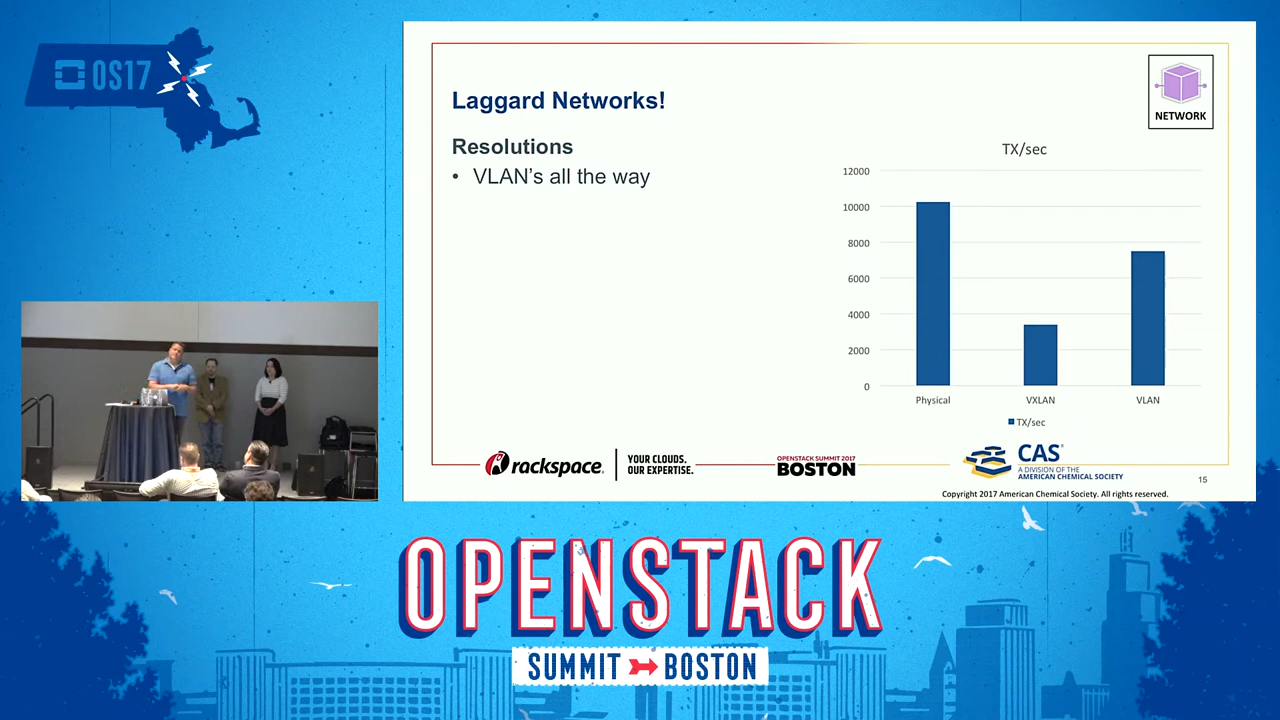 OS17
Laggard Networks!
Resolutions
• VLAN’s all the way
NETWORK
TX/sec
12000
10000
8000
6000
4000
2000
0
Physical
VXLAN
VLAN
TX/sec
rackspace®
YOUR CLOUDS.
OUR EXPERTISE.
OPENSTACK SUMMIT 2017
BOSTON
CAS®
A DIVISION OF THE
AMERICAN CHEMICAL SOCIETY
15
Copyright 2017 American Chemical Society. All rights reserved.
OPENSTACK
SUMMIT BOSTON